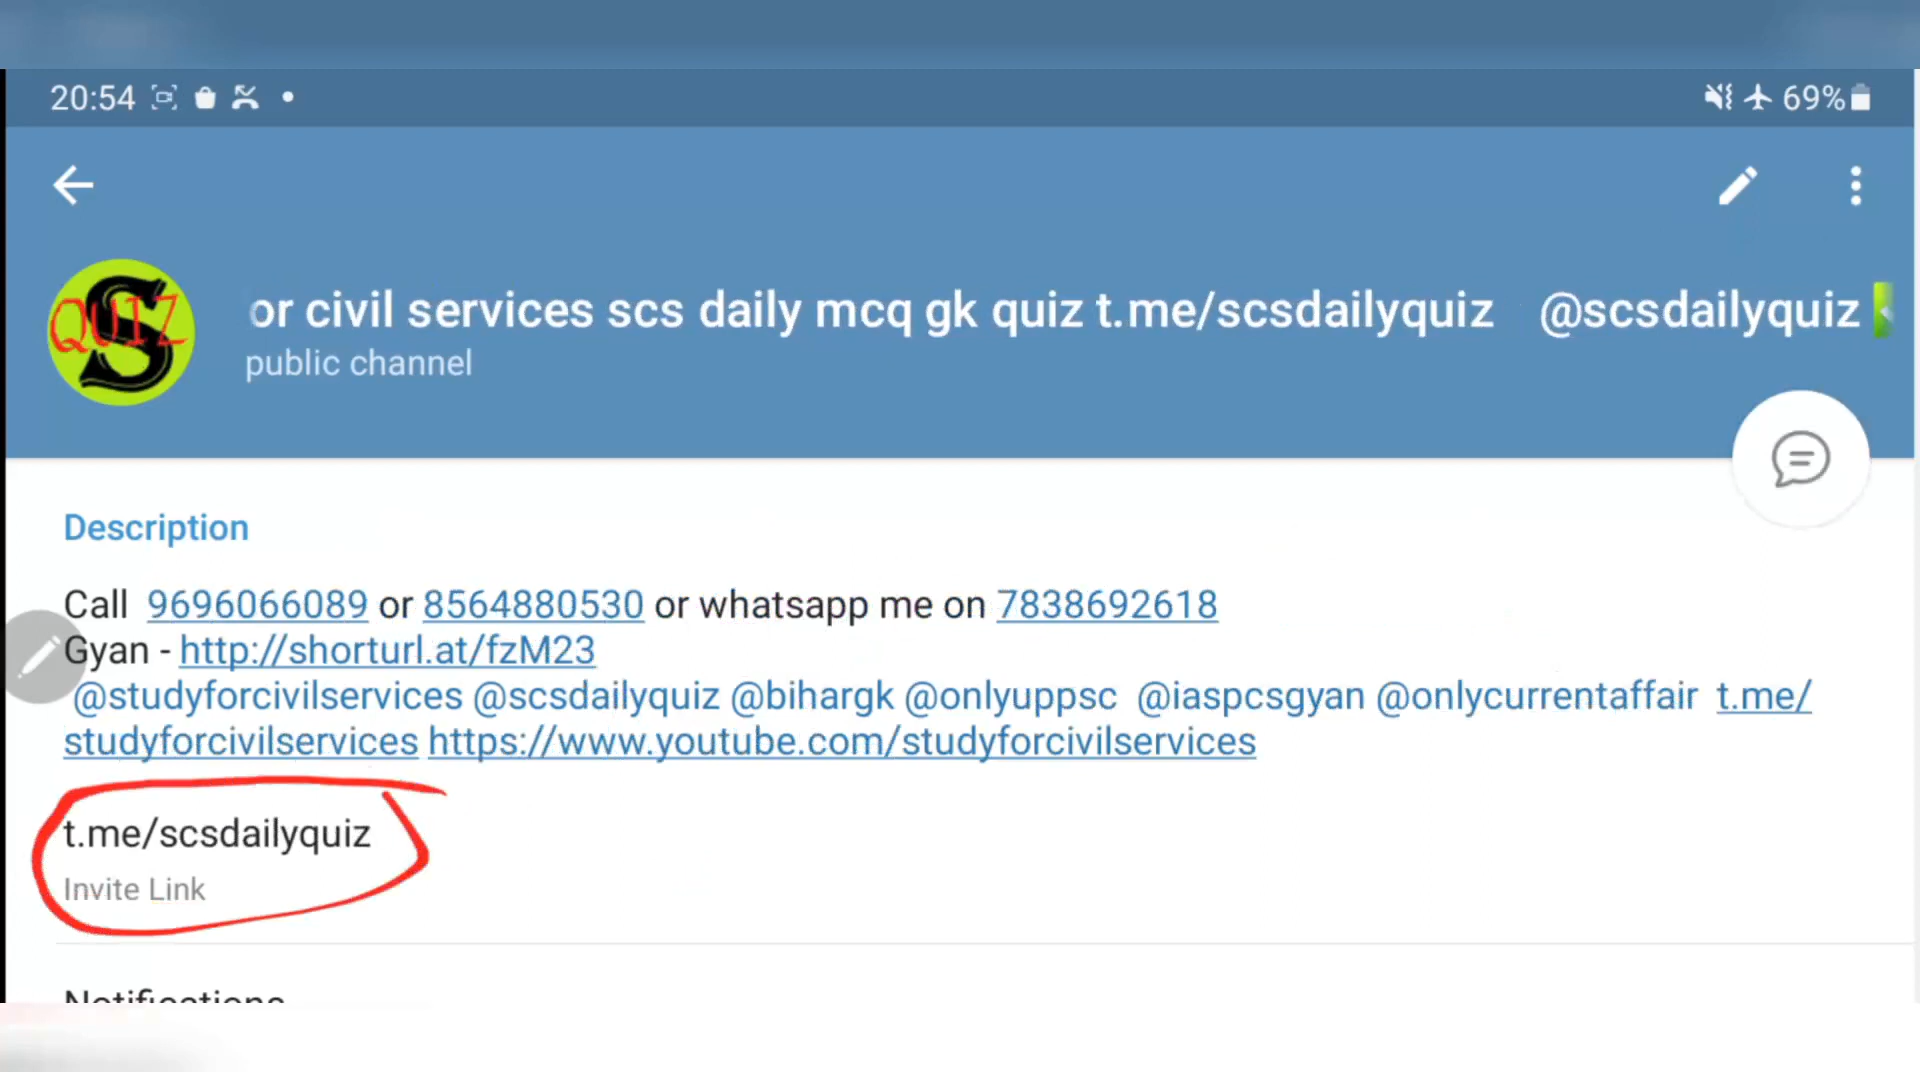 20:54
69%
QUIZ
S
or civil services scs daily mcq gk quiz t.me/scsdailyquiz @scsdailyquiz
public channel
Description
Call 9696066089 or 8564880530 or whatsapp me on 7838692618
Gyan - http://shorturl.at/fzM23
@studyforcivilservices @scsdailyquiz @bihargk @onlyuppsc @iaspcsgyan @onlycurrentaffair t.me/
studyforcivilservices https://www.youtube.com/studyforcivilservices
t.me/scsdailyquiz
Invite Link
Notifications